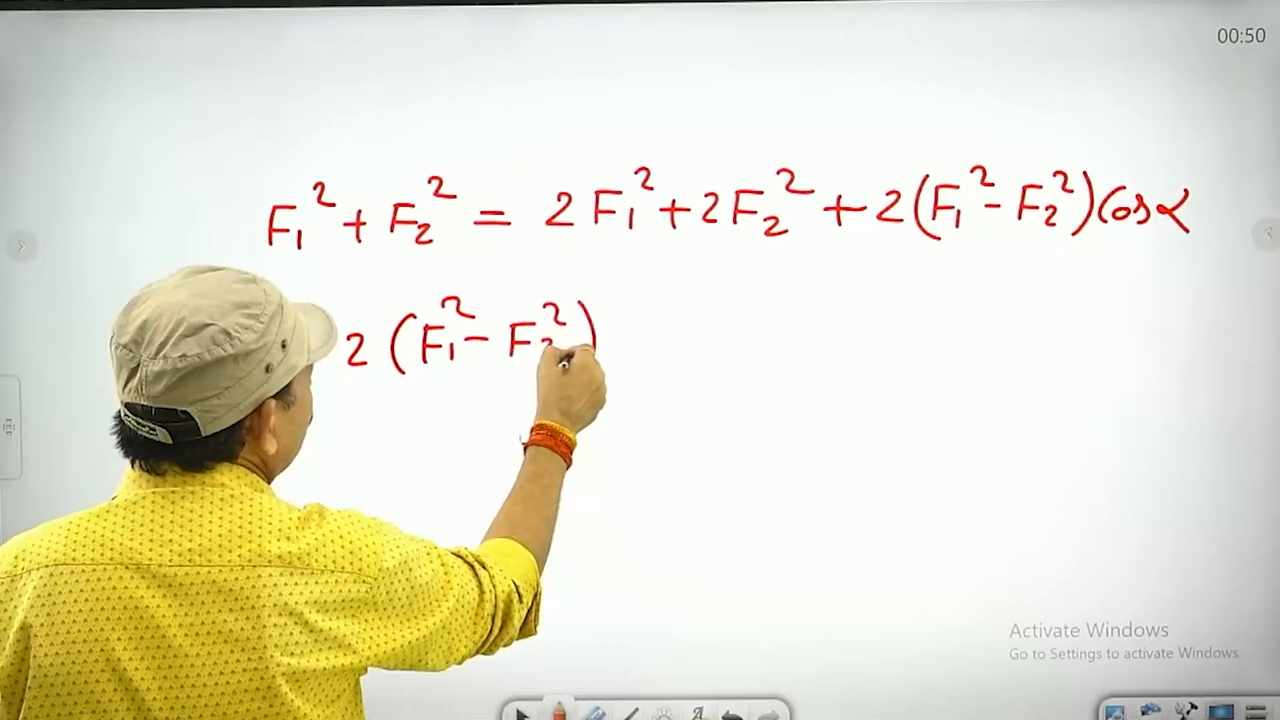 00:50
F₁² + F₂² = 2F₁² + 2F₂² + 2(F₁² - F₂²)Cosα
2(F₁² - F₂²)
Activate Windows
Go to Settings to activate Windows.